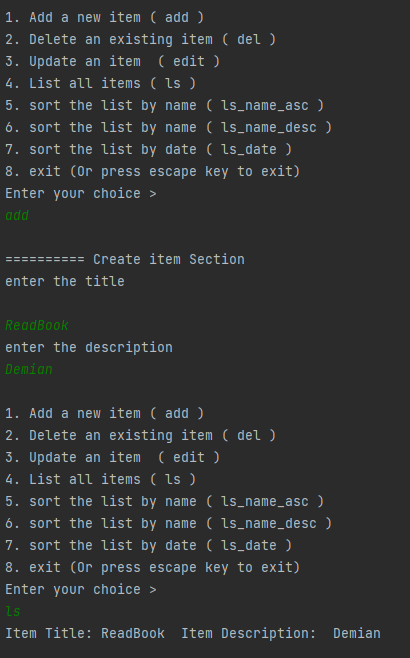 1. Add a new item ( add )
2. Delete an existing item ( del )
3. Update an item  ( edit )
4. List all items ( ls )
5. sort the list by name ( ls_name_asc )
6. sort the list by name ( ls_name_desc )
7. sort the list by date ( ls_date )
8. exit (Or press escape key to exit)
Enter your choice >
add
========== Create item Section
enter the title
ReadBook
enter the description
Demian
1. Add a new item ( add )
2. Delete an existing item ( del )
3. Update an item  ( edit )
4. List all items ( ls )
5. sort the list by name ( ls_name_asc )
6. sort the list by name ( ls_name_desc )
7. sort the list by date ( ls_date )
8. exit (Or press escape key to exit)
Enter your choice >
ls
Item Title: ReadBook  Item Description:  Demian